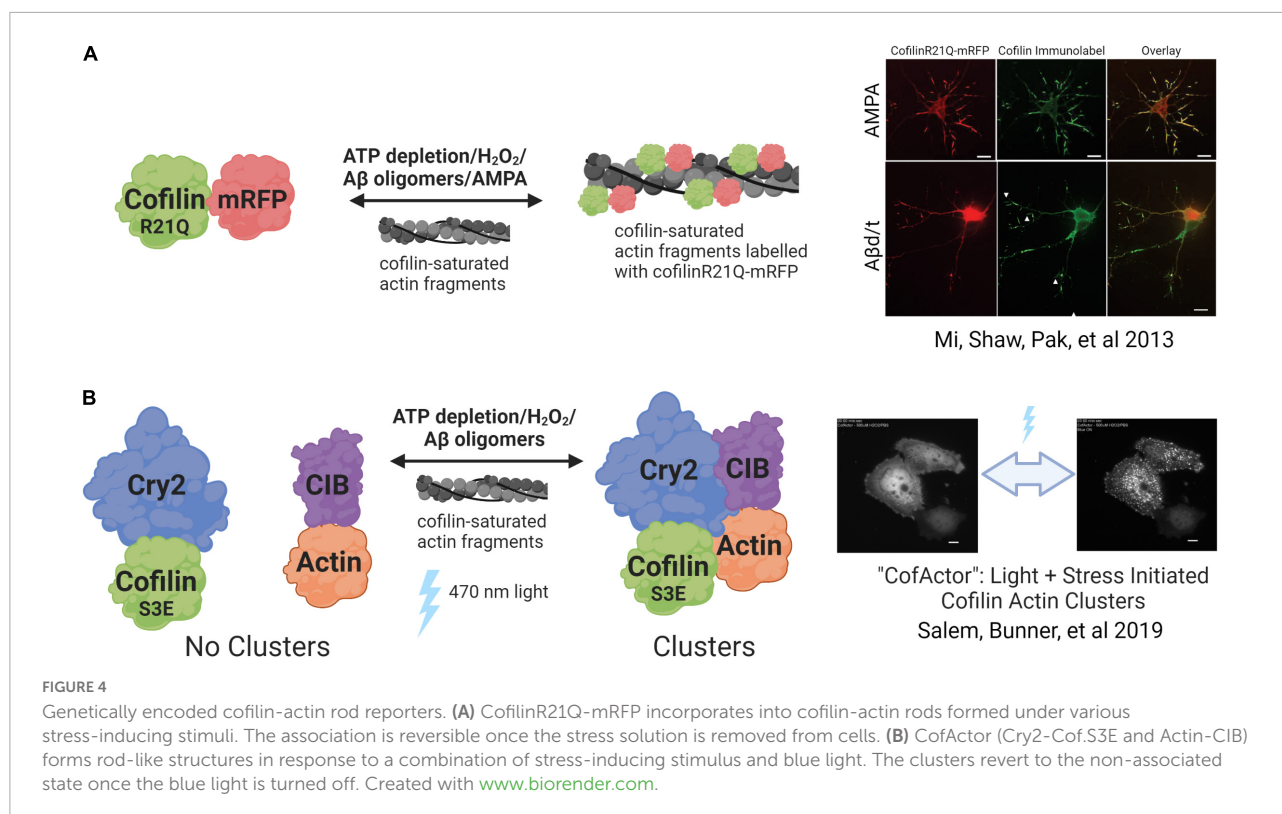 A
CofilinR21Q-mRFP
Cofilin Immunolabel
Overlay
AMPA
Aβd/t
Cofilin
R21Q
mRFP
ATP depletion/H₂O₂/
Aβ oligomers/AMPA
cofilin-saturated
actin fragments
cofilin-saturated
actin fragments labelled
with cofilinR21Q-mRFP
Mi, Shaw, Pak, et al 2013
B
Cry2
Cofilin
S3E
CIB
Actin
No Clusters
ATP depletion/H₂O₂/
Aβ oligomers
cofilin-saturated
actin fragments
470 nm light
Cry2
CIB
Cofilin
S3E
Actin
Clusters
"CofActor": Light + Stress Initiated
Cofilin Actin Clusters
Salem, Bunner, et al 2019
FIGURE 4
Genetically encoded cofilin-actin rod reporters. (A) CofilinR21Q-mRFP incorporates into cofilin-actin rods formed under various
stress-inducing stimuli. The association is reversible once the stress solution is removed from cells. (B) CofActor (Cry2-Cof.S3E and Actin-CIB)
forms rod-like structures in response to a combination of stress-inducing stimulus and blue light. The clusters revert to the non-associated
state once the blue light is turned off. Created with www.biorender.com.